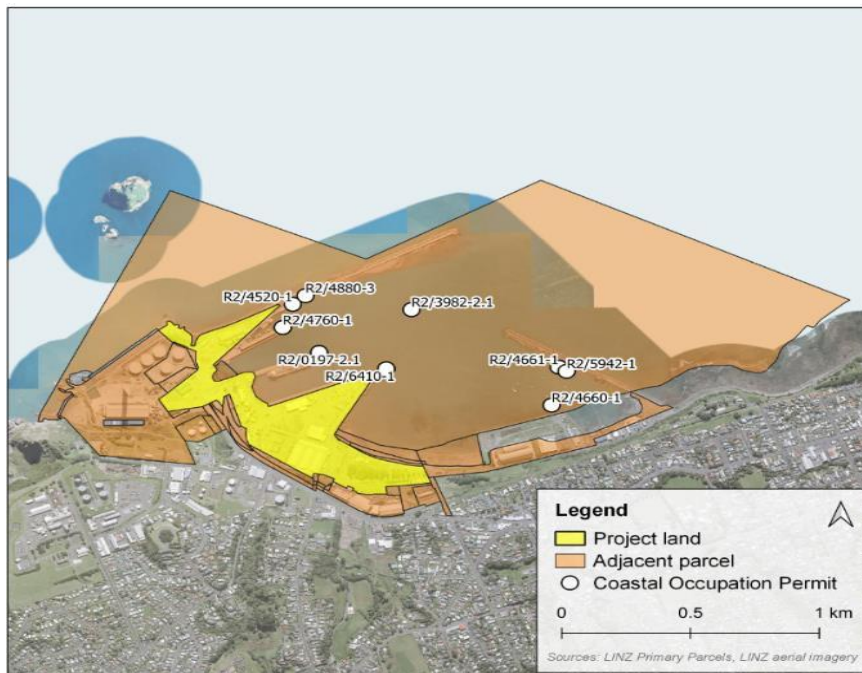 R2/4880-3
R2/4520-1
R2/3982-2.1
R2/4760-1
R2/0197-2.1
R2/6410-1
R2/4661-1
R2/5942-1
R2/4660-1
Legend
Project land
Adjacent parcel
Coastal Occupation Permit
0 0.5 1 km
Sources: LINZ Primary Parcels, LINZ aerial imagery